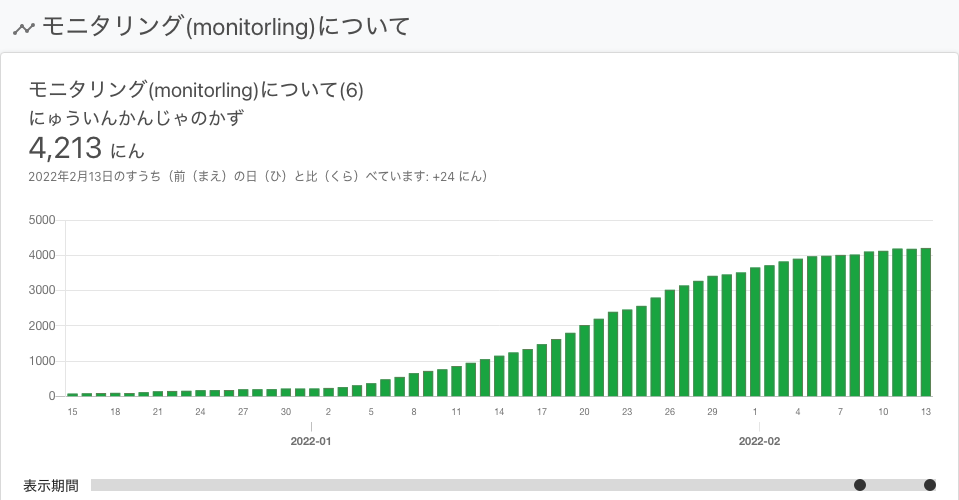 モニタリング(monitorling)について
モニタリング(monitorling)について(6)
にゅういんかんじゃのかず
4,213 にん
2022年2月13日のすうち（前（まえ）の日（ひ）と比（くら）べています: +24 にん）
5000
4000
3000
2000
1000
0
15 18 21 24 27 30 2 5 8 11 14 17 20 23 26 29 1 4 7 10 13
2022-01 2022-02
表示期間